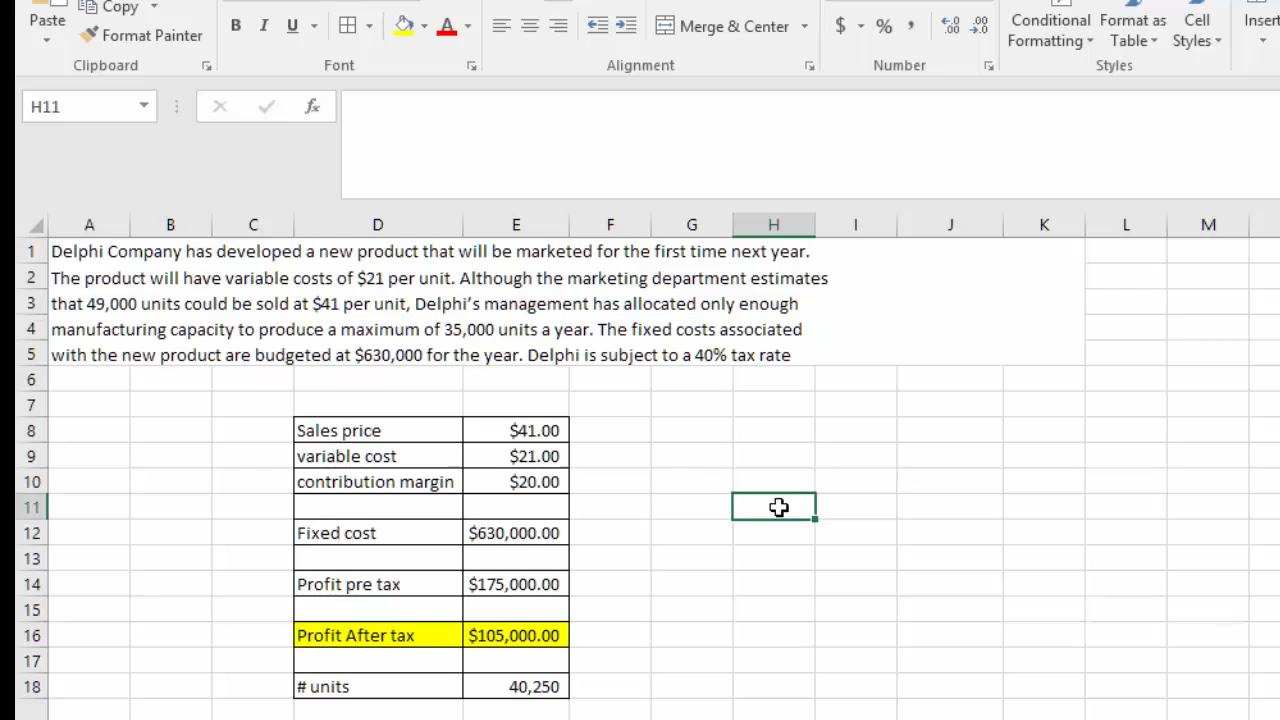 Paste
Copy
Format Painter
B I U
A
Merge & Center
$ % ,
Conditional Formatting
Format as Table
Cell Styles
Insert
Clipboard
Font
Alignment
Number
Styles
H11
fx
A B C D E F G H I J K L M
1 Delphi Company has developed a new product that will be marketed for the first time next year.
2 The product will have variable costs of $21 per unit. Although the marketing department estimates
3 that 49,000 units could be sold at $41 per unit, Delphi's management has allocated only enough
4 manufacturing capacity to produce a maximum of 35,000 units a year. The fixed costs associated
5 with the new product are budgeted at $630,000 for the year. Delphi is subject to a 40% tax rate
6
7
8 Sales price $41.00
9 variable cost $21.00
10 contribution margin $20.00
11
12 Fixed cost $630,000.00
13
14 Profit pre tax $175,000.00
15
16 Profit After tax $105,000.00
17
18 # units 40,250